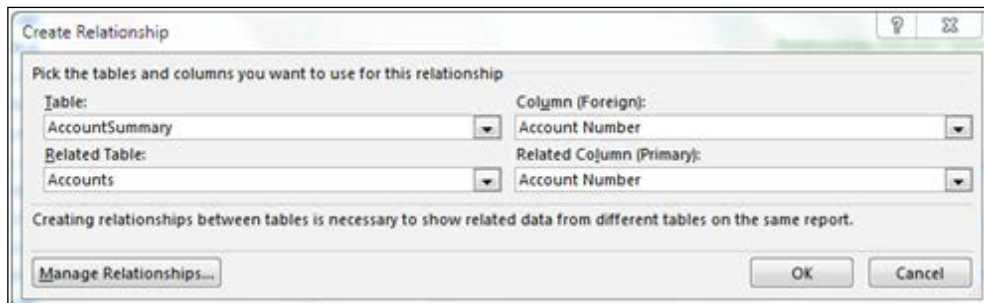 Create Relationship
Pick the tables and columns you want to use for this relationship
Table: Column (Foreign):
AccountSummary Account Number
Related Table: Related Column (Primary):
Accounts Account Number
Creating relationships between tables is necessary to show related data from different tables on the same report.
Manage Relationships... OK Cancel